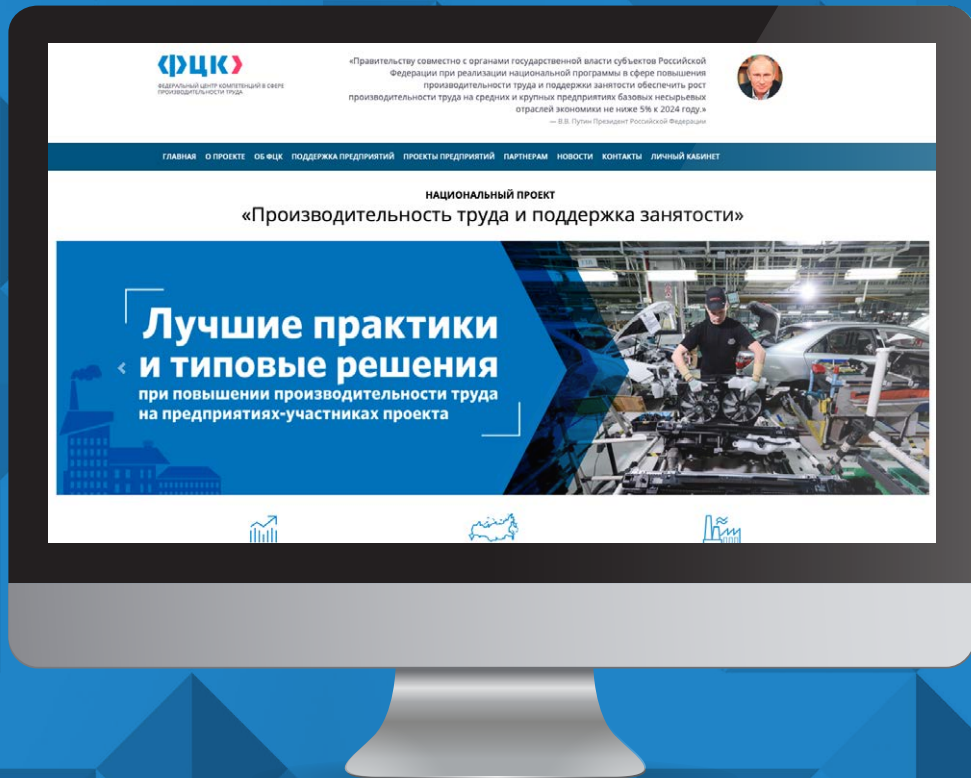 ФЦК
ФЕДЕРАЛЬНЫЙ ЦЕНТР КОМПЕТЕНЦИЙ В СФЕРЕ
ПРОИЗВОДИТЕЛЬНОСТИ ТРУДА
«Правительству совместно с органами государственной власти субъектов Российской
Федерации при реализации национальной программы в сфере повышения
производительности труда и поддержки занятости обеспечить рост
производительности труда на средних и крупных предприятиях базовых несырьевых
отраслей экономики не ниже 5% к 2024 году.»
— В.В. Путин Президент Российской Федерации
ГЛАВНАЯ О ПРОЕКТЕ ОБ ФЦК ПОДДЕРЖКА ПРЕДПРИЯТИЙ ПРОЕКТЫ ПРЕДПРИЯТИЙ ПАРТНЕРАМ НОВОСТИ КОНТАКТЫ ЛИЧНЫЙ КАБИНЕТ
НАЦИОНАЛЬНЫЙ ПРОЕКТ
«Производительность труда и поддержка занятости»
Лучшие практики
и типовые решения
при повышении производительности труда
на предприятиях-участниках проекта